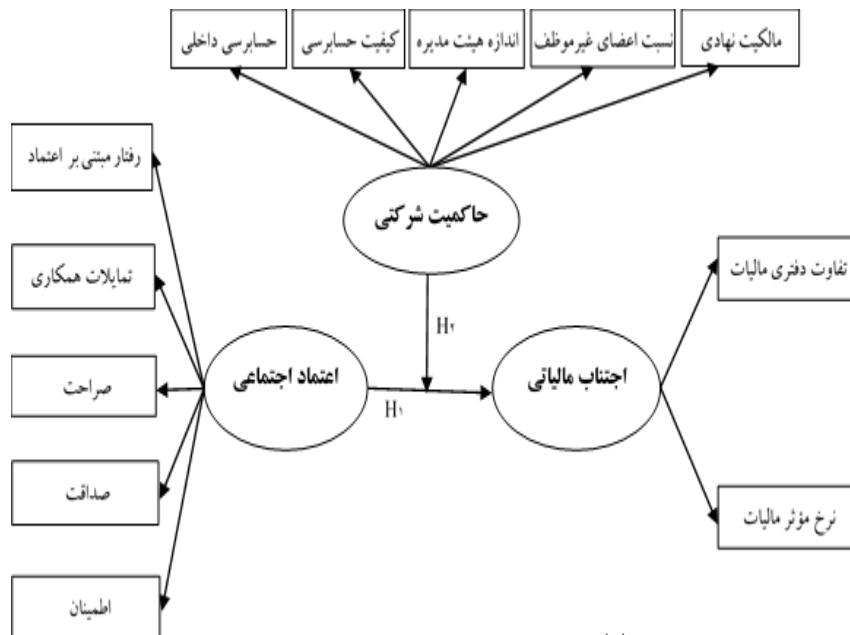 مالکیت نهادی
نسبت اعضای غیرموظف
اندازه هیئت مدیره
کیفیت حسابرسی
حسابرسی داخلی
رفتار مبتنی بر اعتماد
حاکمیت شرکتی
تفاوت دفتری مالیات
تمایلات همکاری
H۲
اجتناب مالیاتی
اعتماد اجتماعی
صراحت
H۱
صداقت
نرخ مؤثر مالیات
اطمینان